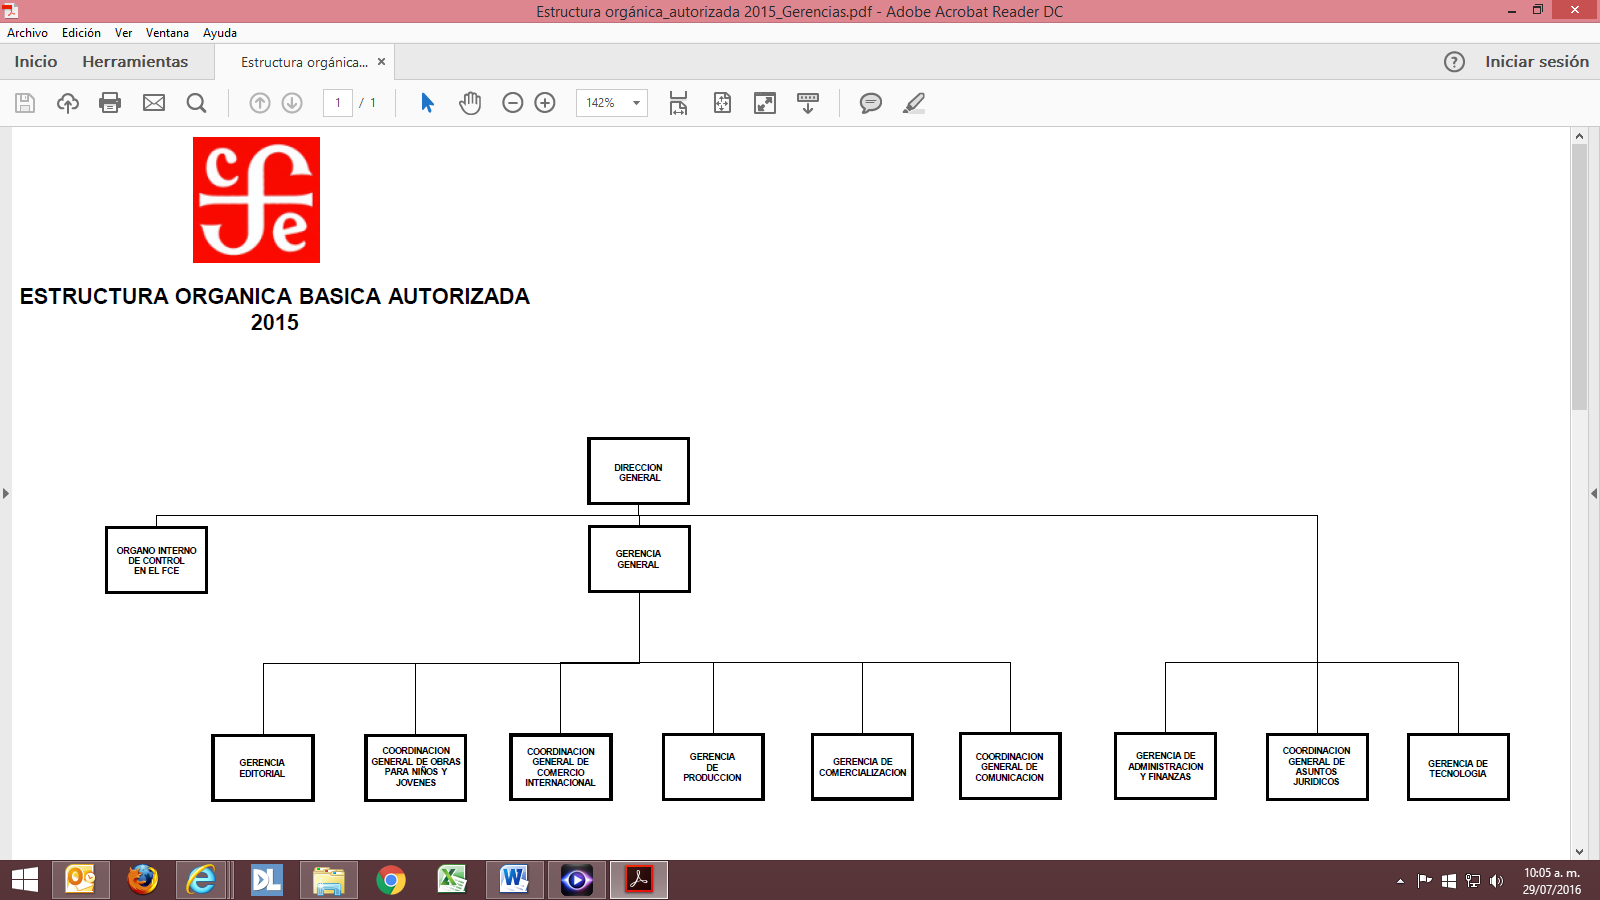 Estructura orgánica_autorizada 2015_Gerencias.pdf - Adobe Acrobat Reader DC
Archivo Edición Ver Ventana Ayuda
Inicio Herramientas Estructura orgánica... × ? Iniciar sesión
1 / 1 142%
c f e
ESTRUCTURA ORGANICA BASICA AUTORIZADA
2015
DIRECCION
GENERAL
ORGANO INTERNO
DE CONTROL
EN EL FCE
GERENCIA
GENERAL
GERENCIA
EDITORIAL
COORDINACION
GENERAL DE OBRAS
PARA NIÑOS Y
JOVENES
COORDINACION
GENERAL DE
COMERCIO
INTERNACIONAL
GERENCIA
DE
PRODUCCION
GERENCIA DE
COMERCIALIZACION
COORDINACION
GENERAL DE
COMUNICACION
GERENCIA DE
ADMINISTRACION
Y FINANZAS
COORDINACION
GENERAL DE
ASUNTOS
JURIDICOS
GERENCIA DE
TECNOLOGIA
DL
10:05 a. m.
29/07/2016